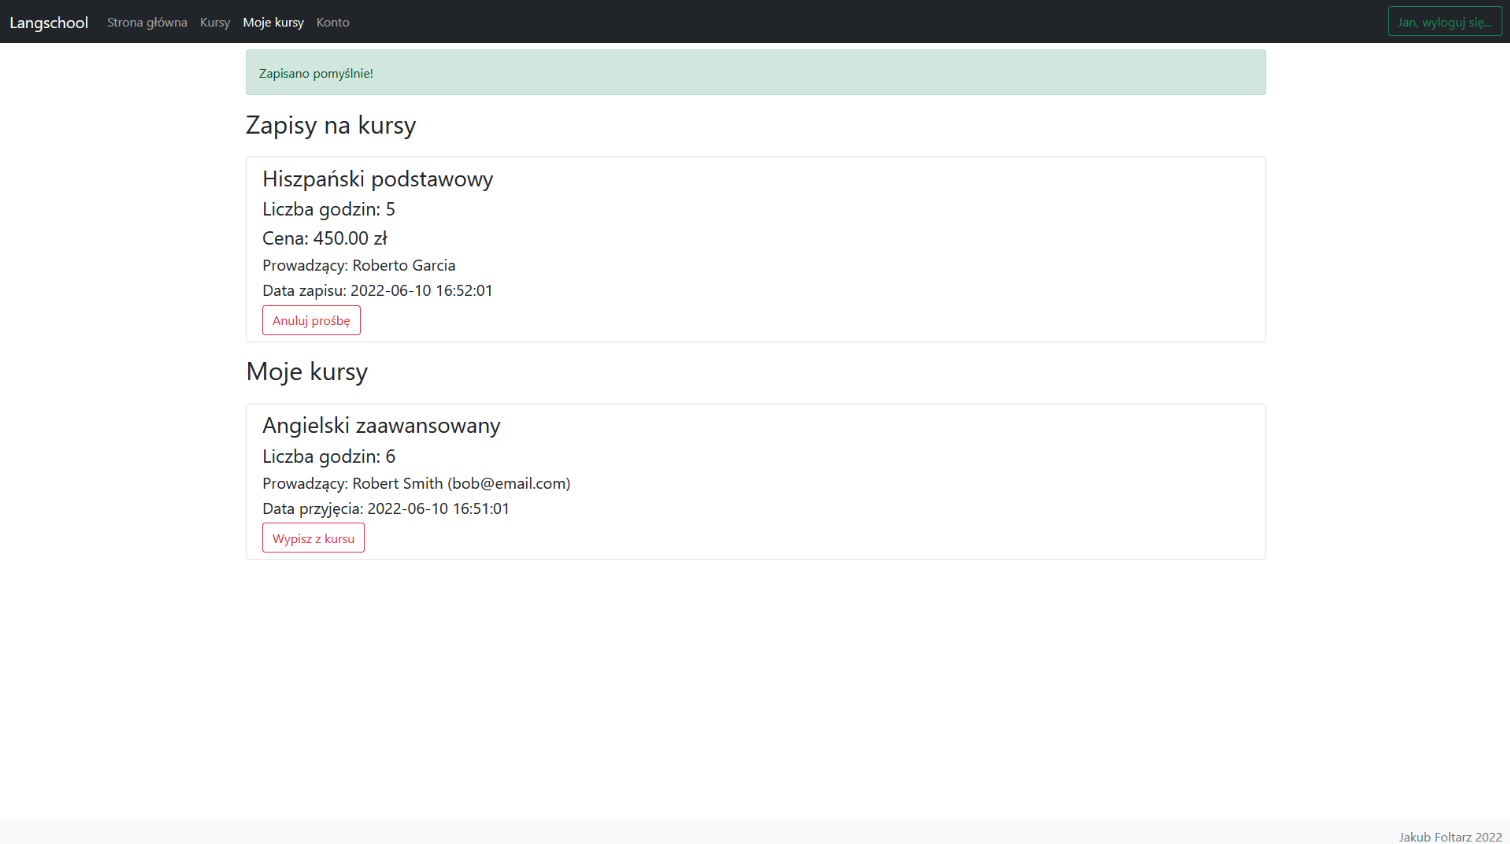 Langschool Strona główna Kursy Moje kursy Konto Jan, wyloguj się...
Zapisano pomyślnie!
Zapisy na kursy
Hiszpański podstawowy
Liczba godzin: 5
Cena: 450.00 zł
Prowadzący: Roberto Garcia
Data zapisu: 2022-06-10 16:52:01
Anuluj prośbę
Moje kursy
Angielski zaawansowany
Liczba godzin: 6
Prowadzący: Robert Smith (bob@email.com)
Data przyjęcia: 2022-06-10 16:51:01
Wypisz z kursu
Jakub Foltarz 2022